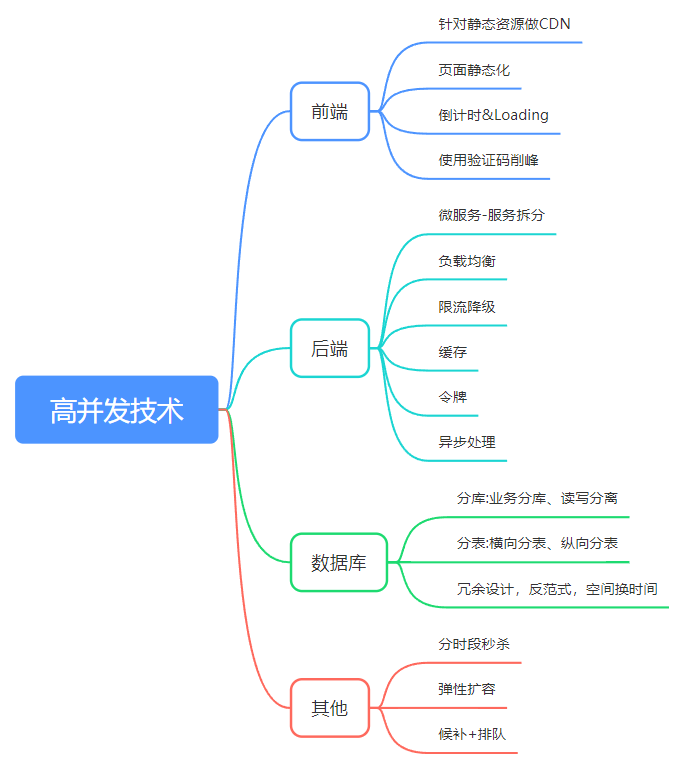 高并发技术
前端
针对静态资源做CDN
页面静态化
倒计时&Loading
使用验证码削峰
后端
微服务-服务拆分
负载均衡
限流降级
缓存
令牌
异步处理
数据库
分库:业务分库、读写分离
分表:横向分表、纵向分表
冗余设计，反范式，空间换时间
其他
分时段秒杀
弹性扩容
候补+排队